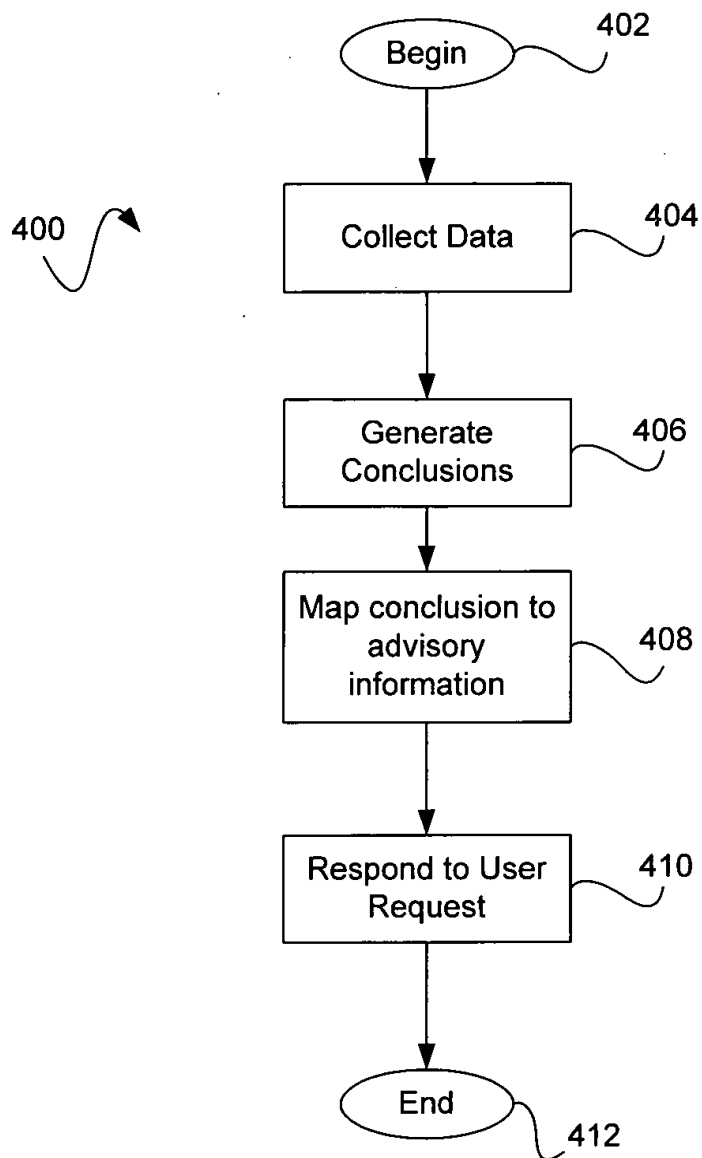 402
Begin
404
400
Collect Data
406
Generate
Conclusions
Map conclusion to
advisory
information
408
Respond to User
Request
410
End
412